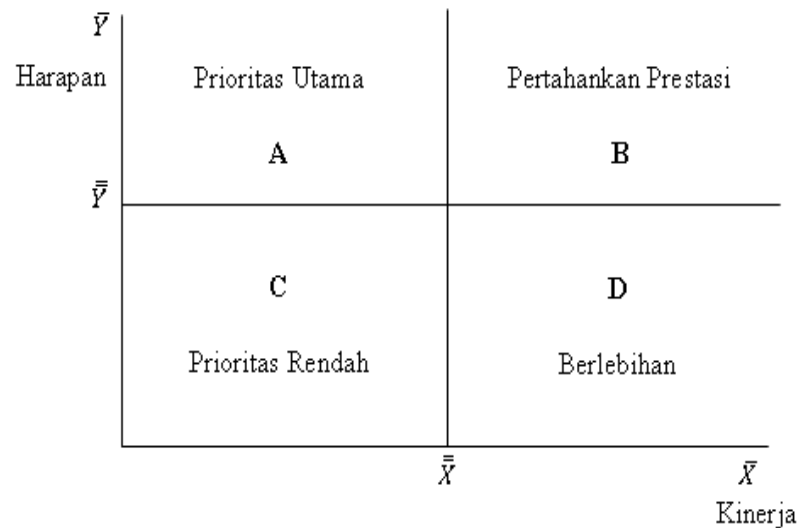 Y̅
Harapan
Prioritas Utama
Pertahankan Prestasi
A
B
Y̿
C
D
Prioritas Rendah
Berlebihan
X̿
X̅
Kinerja